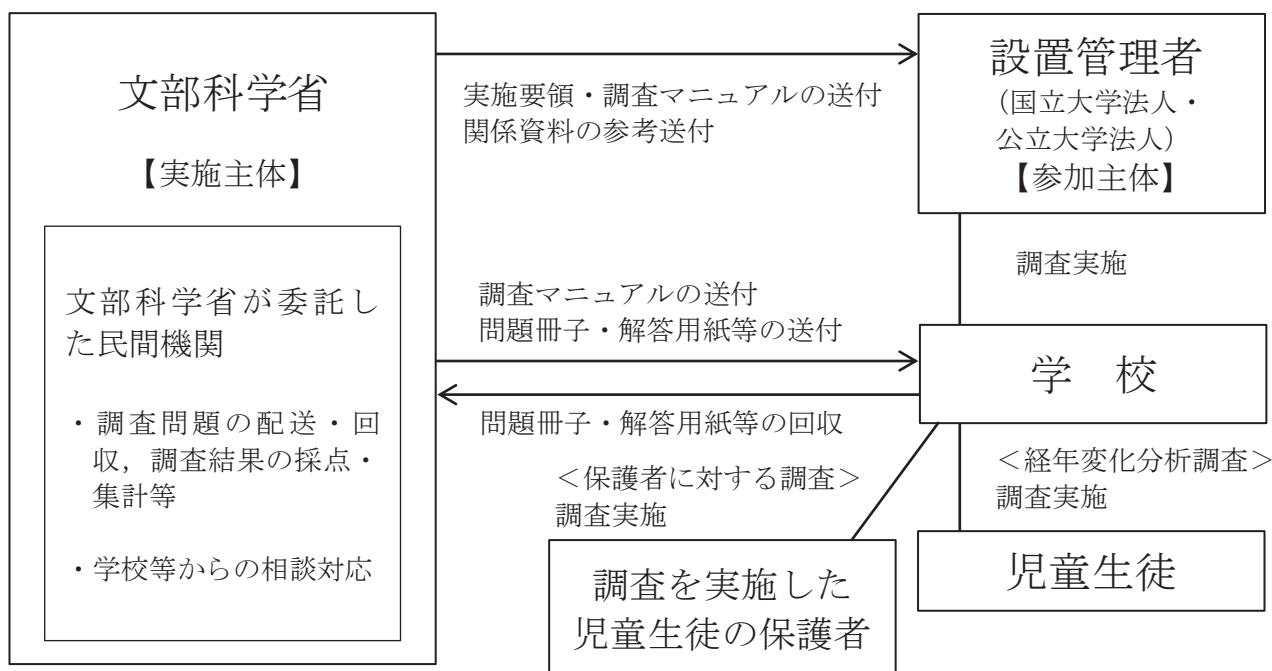 文部科学省
【実施主体】
文部科学省が委託し
た民間機関
・調査問題の配送・回
収，調査結果の採点・
集計等
・学校等からの相談対応
実施要領・調査マニュアルの送付
関係資料の参考送付
設置管理者
（国立大学法人・
公立大学法人）
【参加主体】
調査実施
調査マニュアルの送付
問題冊子・解答用紙等の送付
学　校
問題冊子・解答用紙等の回収
＜保護者に対する調査＞
調査実施
＜経年変化分析調査＞
調査実施
調査を実施した
児童生徒の保護者
児童生徒